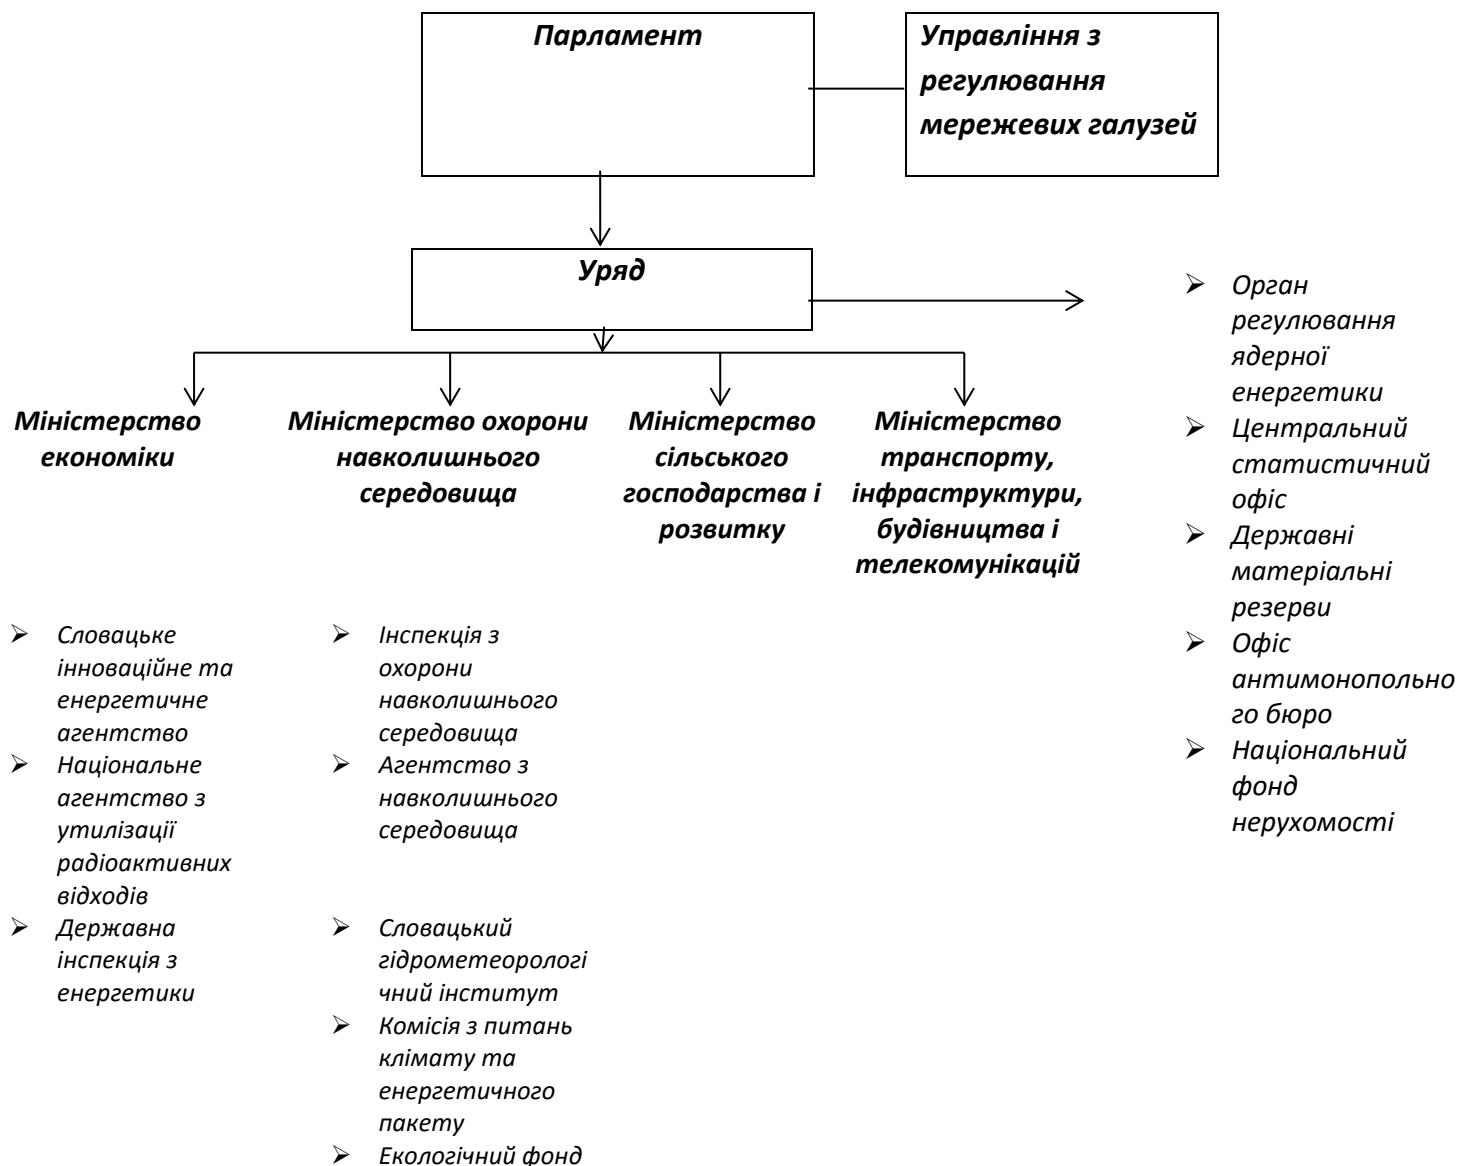 Парламент
Управління з
регулювання
мережевих галузей
Уряд
Міністерство
економіки
Міністерство охорони
навколишнього
середовища
Міністерство
сільського
господарства і
розвитку
Міністерство
транспорту,
інфраструктури,
будівництва і
телекомунікацій
➢ Орган
регулювання
ядерної
енергетики
➢ Центральний
статистичний
офіс
➢ Державні
матеріальні
резерви
➢ Офіс
антимонопольно
го бюро
➢ Національний
фонд
нерухомості
➢ Словацьке
інноваційне та
енергетичне
агентство
➢ Національне
агентство з
утилізації
радіоактивних
відходів
➢ Державна
інспекція з
енергетики
➢ Інспекція з
охорони
навколишнього
середовища
➢ Агентство з
навколишнього
середовища
➢ Словацький
гідрометеорологі
чний інститут
➢ Комісія з питань
клімату та
енергетичного
пакету
➢ Екологічний фонд